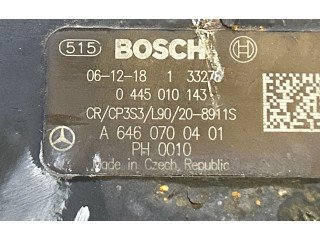 515 BOSCH
06-12-18 1 33276
0 445 010 143
CR/CP3S3/L90/20-8911S
A 646 070 04 01
PH 0010
Made in Czech Republic